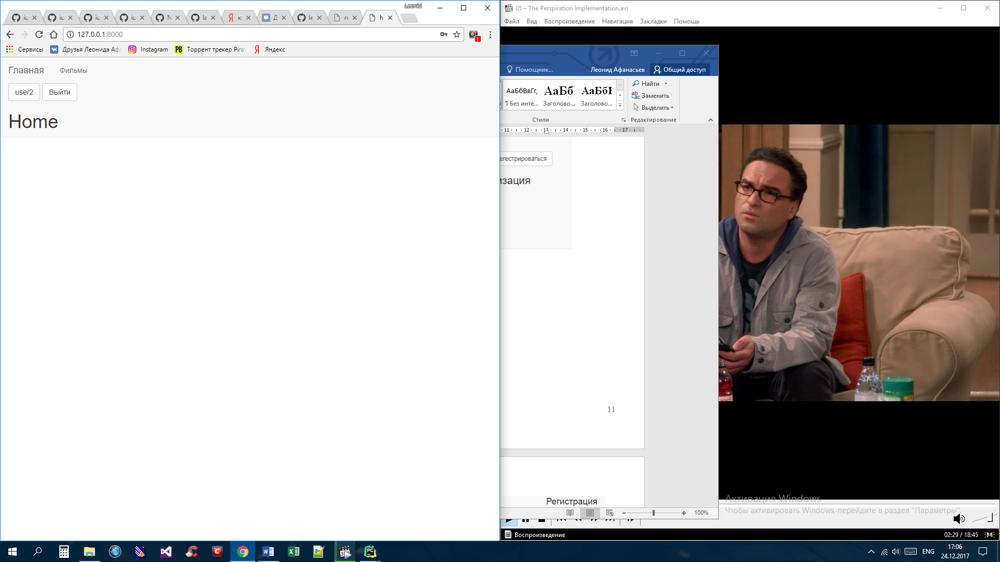 Leonid
iu
iu
iu
iu
N
la
Я
Д
le
re
h
127.0.0.1:8000
Сервисы
Друзья Леонида Афа
Instagram
PB
Торрент трекер Pirat
Я
Яндекс
Главная
Фильмы
user2
Выйти
Home
05 – The Perspiration Implementation.avi
Файл Вид Воспроизведение Навигация Закладки Помощь
Помощник...
Леонид Афанасьев
Общий доступ
АаБбВвГг,
АаБб
АаБбІ
¶ Без инте...
Заголово...
Заголово...
Стили
Найти
Заменить
Выделить
Редактирование
11 12 13 14 15 16 17
егестрироваться
изация
11
Регистрация
100%
Активация Windows
Чтобы активировать Windows, перейдите в раздел "Параметры".
Воспроизведение
02:29 / 18:45
ENG
17:06
24.12.2017